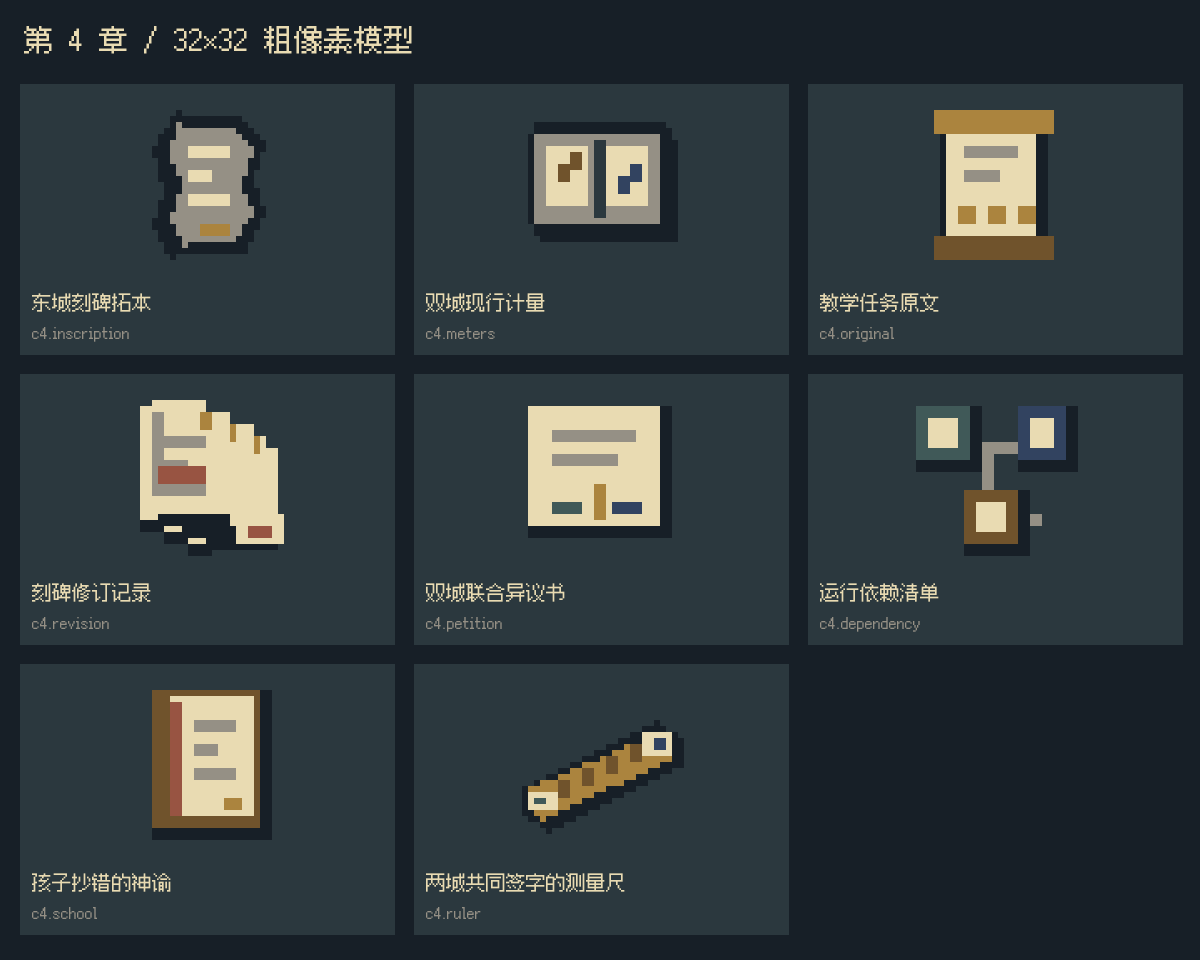 第 4 章 / 32×32 粗像素模型
东城刻碑拓本
c4.inscription
双城现行计量
c4.meters
教学任务原文
c4.original
刻碑修订记录
c4.revision
双城联合异议书
c4.petition
运行依赖清单
c4.dependency
孩子抄错的神谕
c4.school
两城共同签字的测量尺
c4.ruler